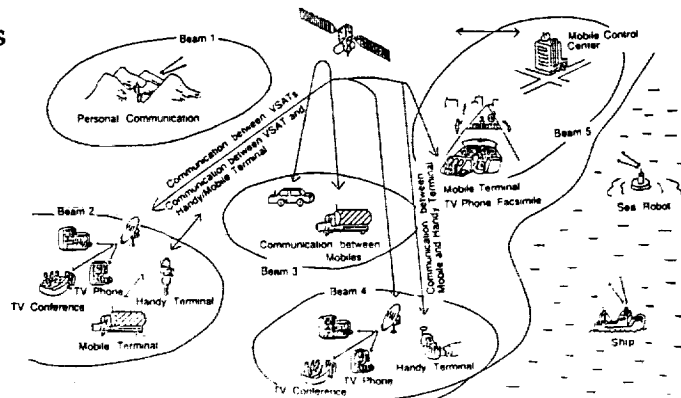 s
Beam 1
Personal Communication
Communication between VSATs
Communication between VSAT and
Handy/Mobile Terminal
Mobile Control
Center
Beam 5
Mobile Terminal
TV Phone Facsimile
Sea Robot
Ship
Communication between
Mobiles
Beam 3
Communication between
Mobile and Handy Terminal
Beam 2
TV Phone
TV Conference
Handy Terminal
Mobile Terminal
Beam 4
Handy Terminal
TV Phone
TV Conference